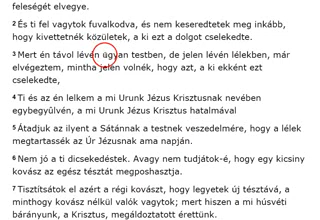 feleségét elvegye.
2 És ti fel vagytok fuvalkodva, és nem keseredtetek meg inkább,
hogy kivettetnék közületek, a ki ezt a dolgot cselekedte.
3 Mert én távol lévén ugyan testben, de jelen lévén lélekben, már
elvégeztem, mintha jelen volnék, hogy azt, a ki ekként ezt
cselekedte,
4 Ti és az én lelkem a mi Urunk Jézus Krisztusnak nevében
egybegyűlvén, a mi Urunk Jézus Krisztus hatalmával
5 Átadjuk az ilyent a Sátánnak a testnek veszedelmére, hogy a lélek
megtartassék az Úr Jézusnak ama napján.
6 Nem jó a ti dicsekedéstek. Avagy nem tudjátok-é, hogy egy kicsiny
kovász az egész tésztát megposhasztja.
7 Tisztítsátok el azért a régi kovászt, hogy legyetek új tésztává, a
minthogy kovász nélkül valók vagytok; mert hiszen a mi húsvéti
bárányunk, a Krisztus, megáldoztatott érettünk.